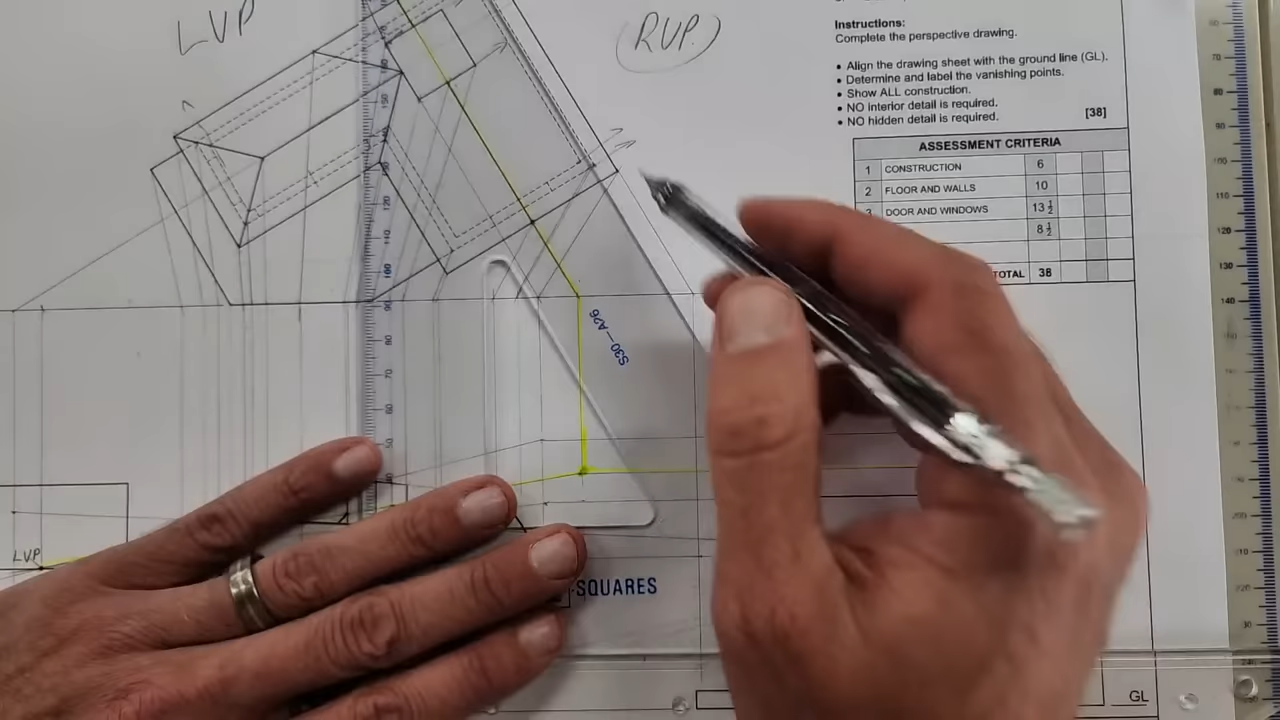 LVP
RVP.
Instructions:
Complete the perspective drawing.
• Align the drawing sheet with the ground line (GL).
• Determine and label the vanishing points.
• Show ALL construction.
• NO interior detail is required.
• NO hidden detail is required.
[38]
ASSESSMENT CRITERIA
1 CONSTRUCTION 6
2 FLOOR AND WALLS 10
3 DOOR AND WINDOWS 13 ½
8 ½
TOTAL 38
S30-A26
LVP
SQUARES
GL